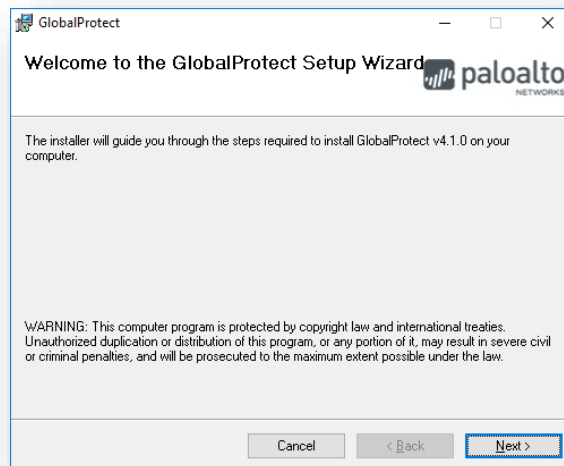 GlobalProtect
Welcome to the GlobalProtect Setup Wizard
paloalto
NETWORKS
The installer will guide you through the steps required to install GlobalProtect v4.1.0 on your
computer.
WARNING: This computer program is protected by copyright law and international treaties.
Unauthorized duplication or distribution of this program, or any portion of it, may result in severe civil
or criminal penalties, and will be prosecuted to the maximum extent possible under the law.
Cancel
< Back
Next >